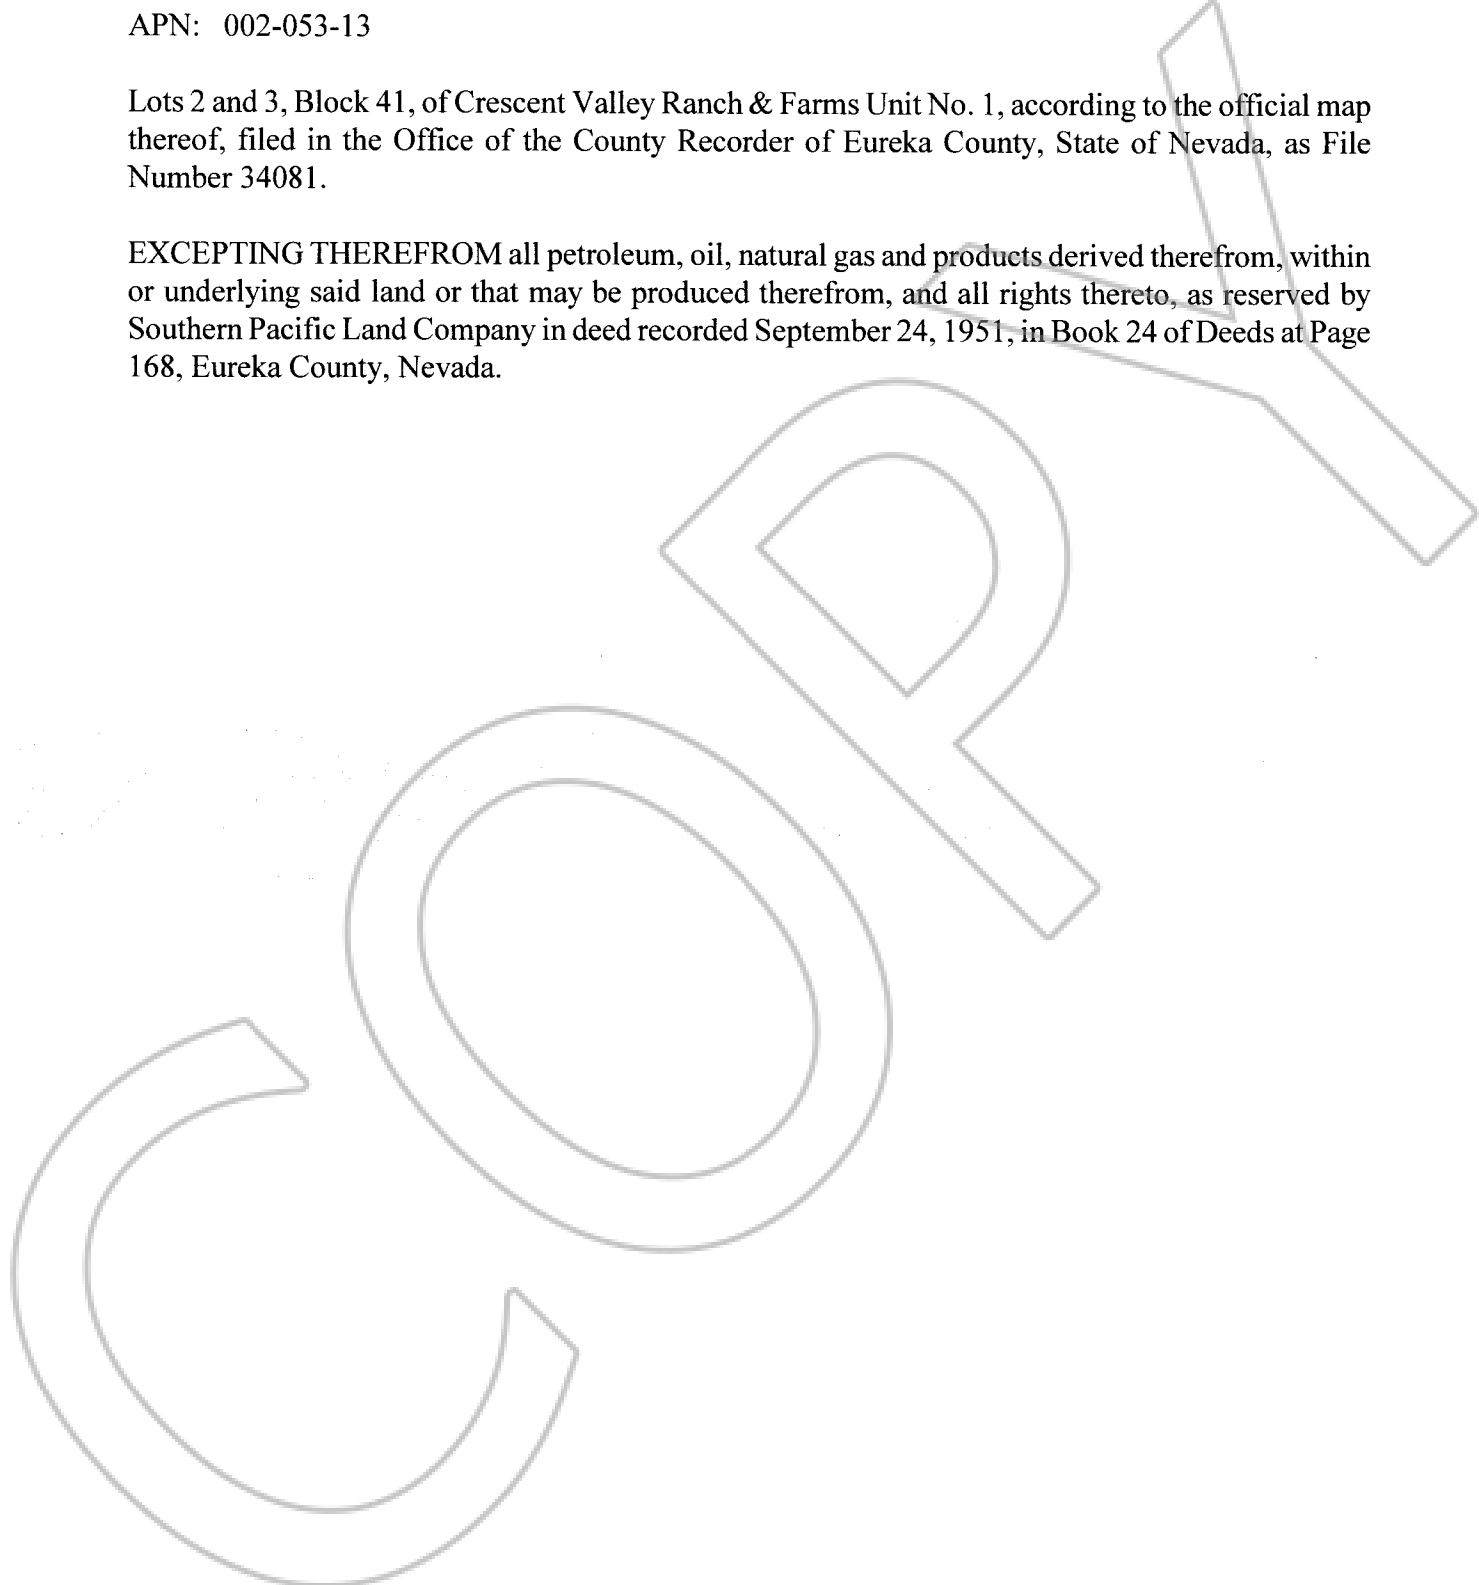 APN: 002-053-13
Lots 2 and 3, Block 41, of Crescent Valley Ranch & Farms Unit No. 1, according to the official map
thereof, filed in the Office of the County Recorder of Eureka County, State of Nevada, as File
Number 34081.
EXCEPTING THEREFROM all petroleum, oil, natural gas and products derived therefrom, within
or underlying said land or that may be produced therefrom, and all rights thereto, as reserved by
Southern Pacific Land Company in deed recorded September 24, 1951, in Book 24 of Deeds at Page
168, Eureka County, Nevada.
COPY